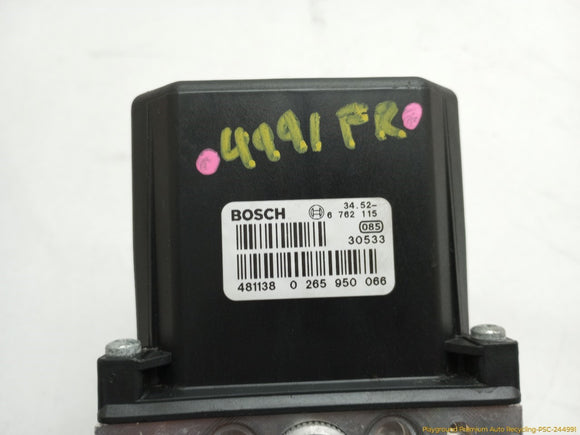 4991 FR
BOSCH 34.52-
6 762 115
085
30533
481138 0 265 950 066
Playground Premium Auto Recycling-PSC-244991